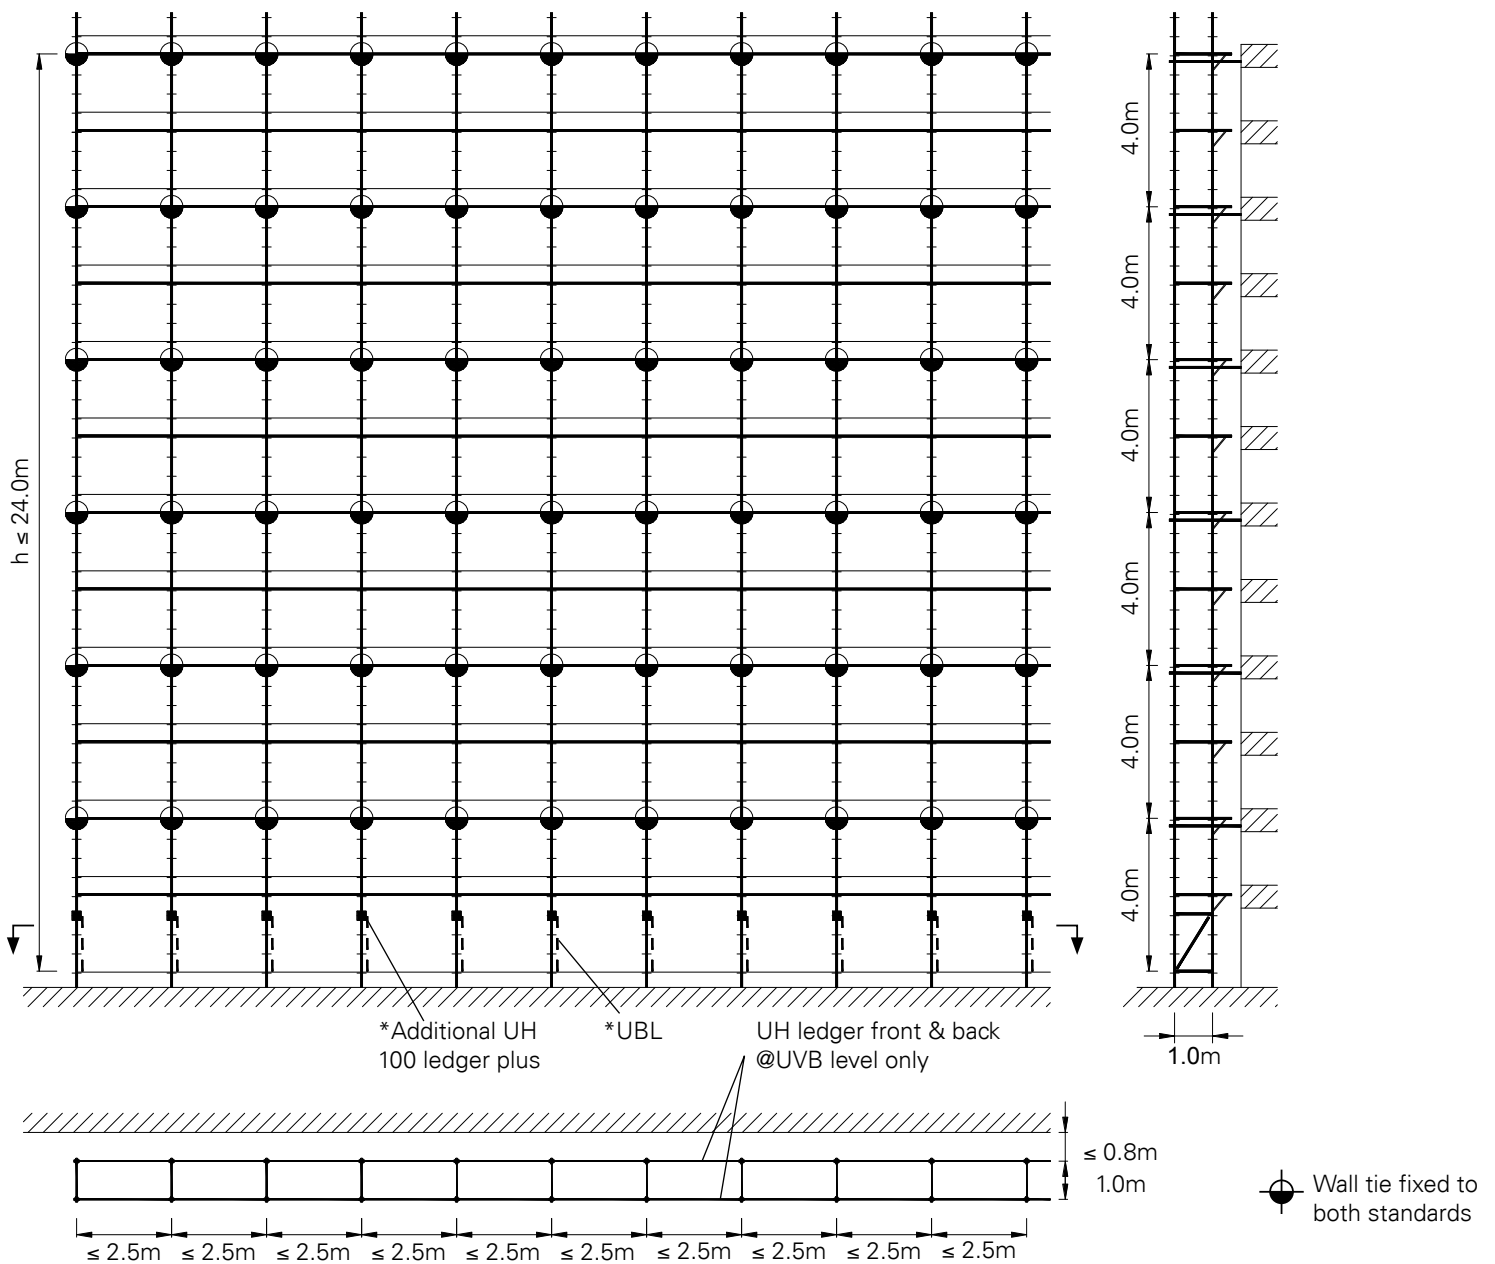 h ≤ 24.0m
4.0m
4.0m
4.0m
4.0m
4.0m
4.0m
*Additional UH
100 ledger plus
*UBL
UH ledger front & back
@UVB level only
1.0m
≤ 0.8m
1.0m
≤ 2.5m ≤ 2.5m ≤ 2.5m ≤ 2.5m ≤ 2.5m ≤ 2.5m ≤ 2.5m ≤ 2.5m ≤ 2.5m ≤ 2.5m
Wall tie fixed to
both standards